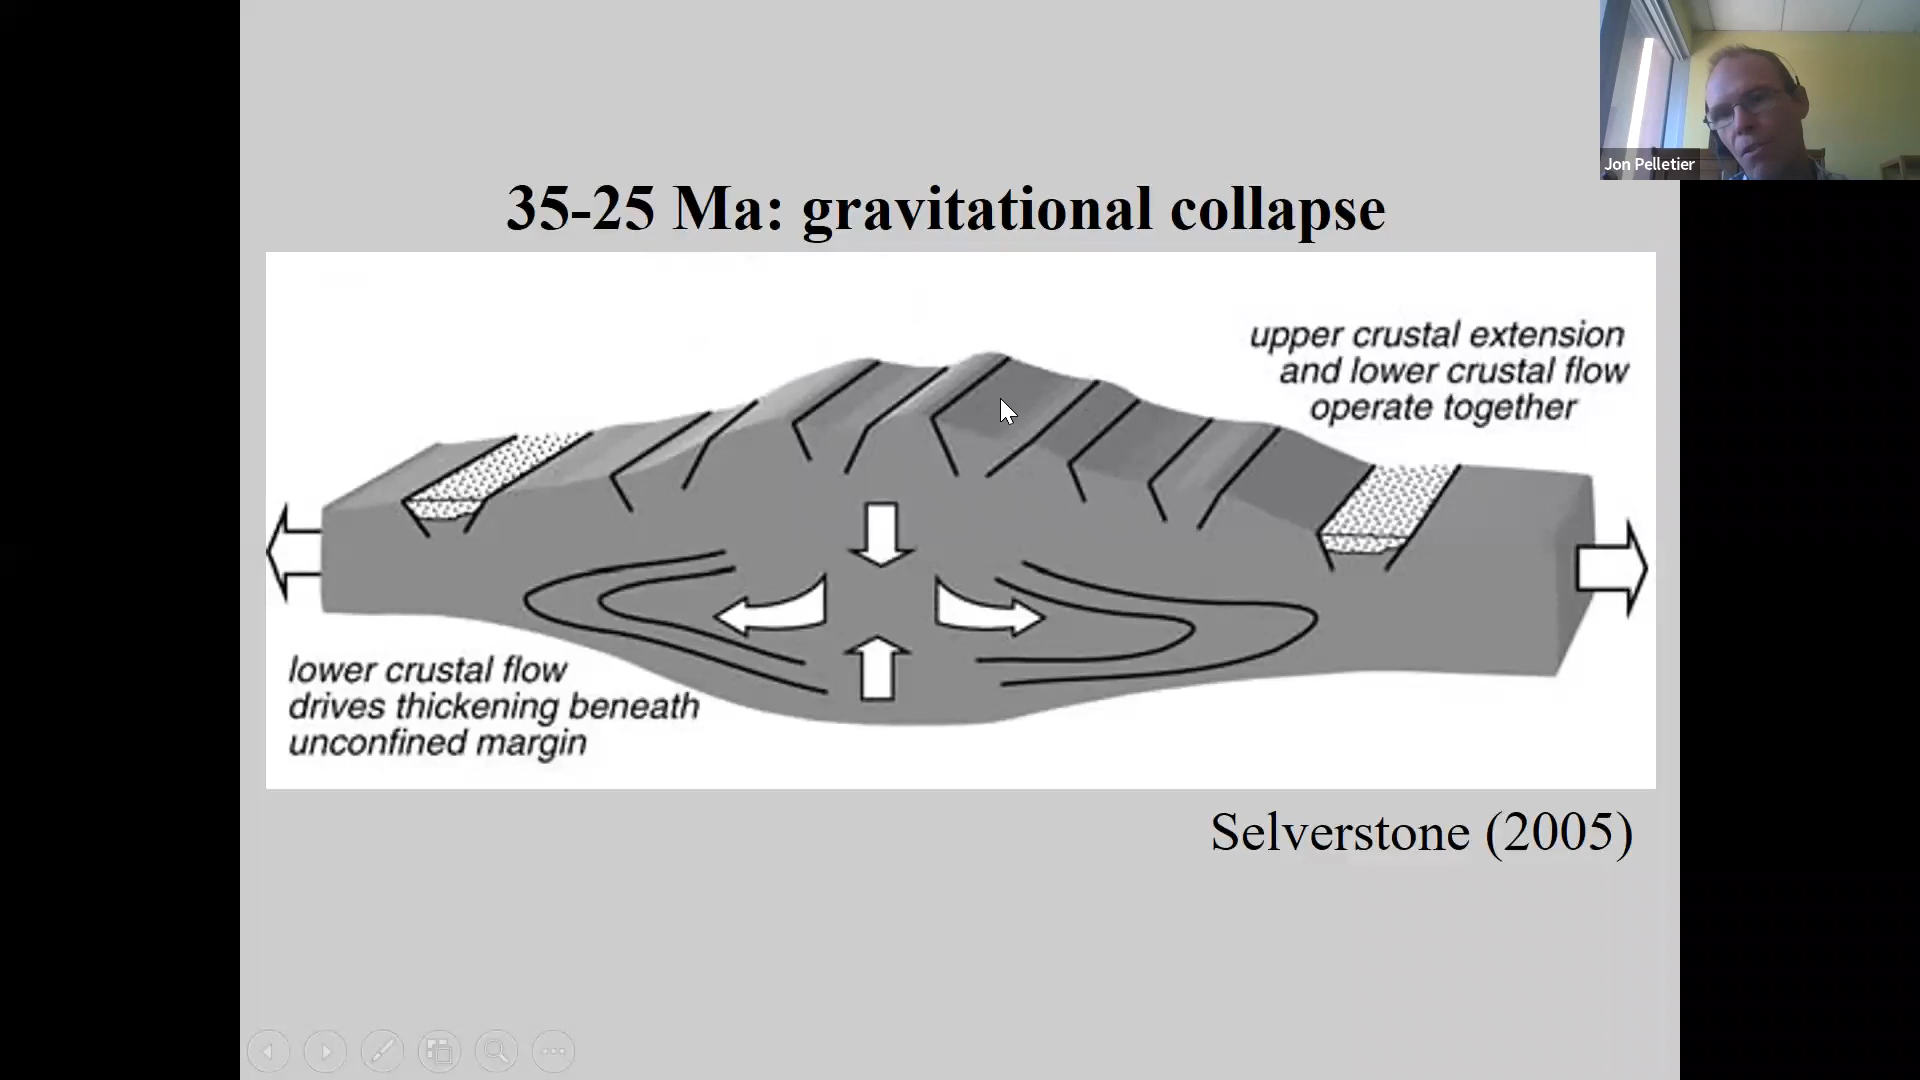 Jon Pelletier
35-25 Ma: gravitational collapse
upper crustal extension
and lower crustal flow
operate together
lower crustal flow
drives thickening beneath
unconfined margin
Selverstone (2005)